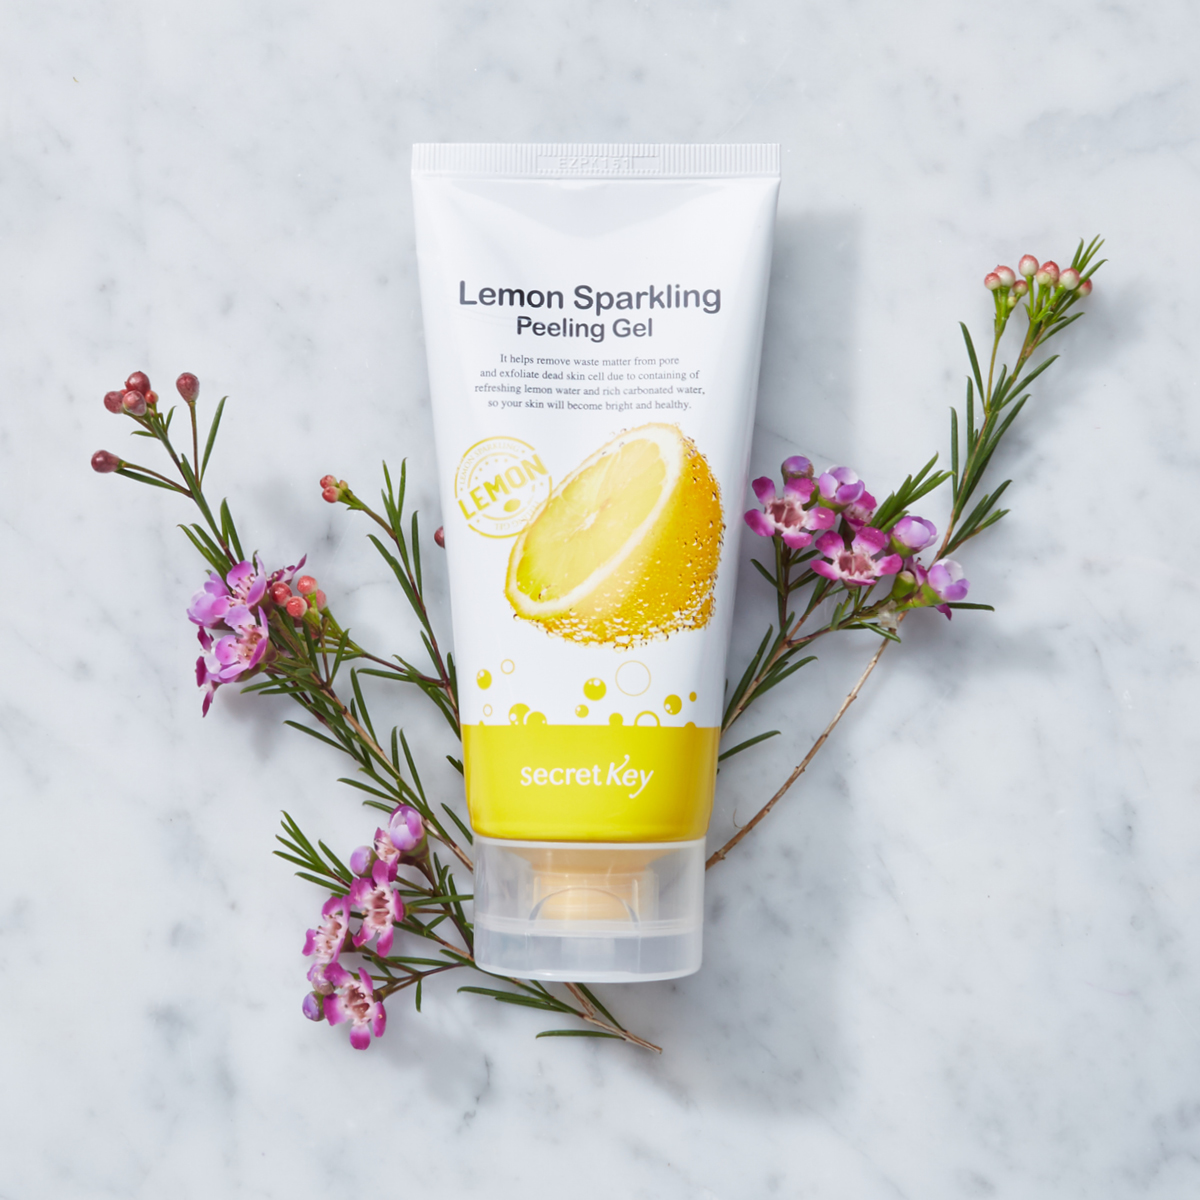 EZPK151
Lemon Sparkling
Peeling Gel
It helps remove waste matter from pore
and exfoliate dead skin cell due to containing of
refreshing lemon water and rich carbonated water,
so your skin will become bright and healthy.
LEMON
secret Key